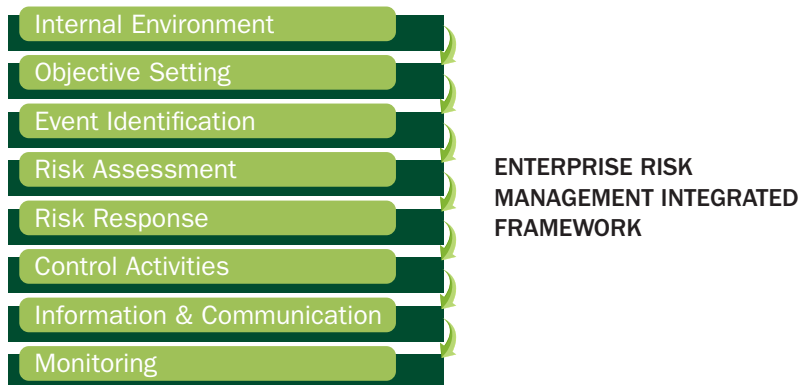 Internal Environment
Objective Setting
Event Identification
Risk Assessment
Risk Response
Control Activities
Information & Communication
Monitoring
ENTERPRISE RISK
MANAGEMENT INTEGRATED
FRAMEWORK